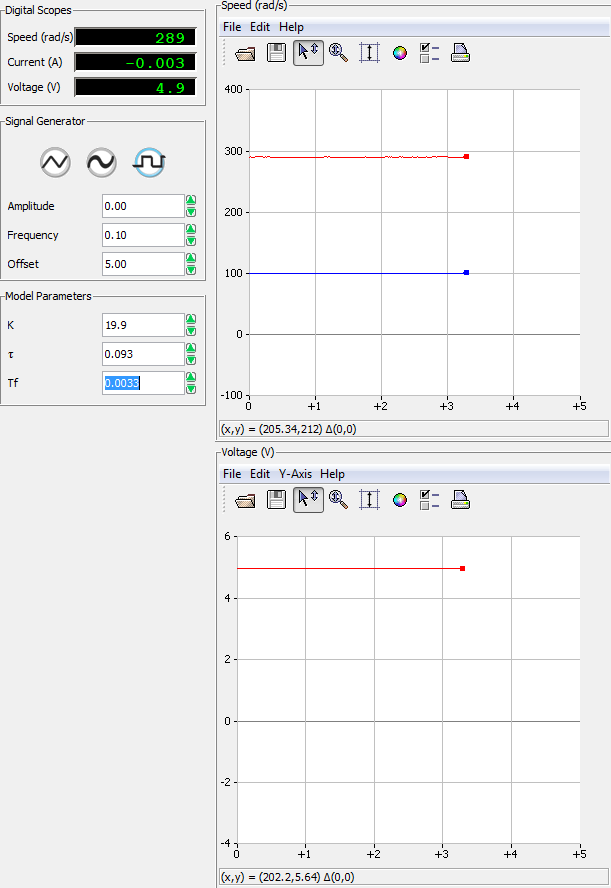 Digital Scopes
Speed (rad/s) 289
Current (A) -0.003
Voltage (V) 4.9
Signal Generator
Amplitude 0.00
Frequency 0.10
Offset 5.00
Model Parameters
K 19.9
τ 0.093
Tf 0.0033
Speed (rad/s)
File Edit Help
400
300
200
100
0
-100
0 +1 +2 +3 +4 +5
(x,y) = (205.34,212) Δ(0,0)
Voltage (V)
File Edit Y-Axis Help
6
4
2
0
-2
-4
0 +1 +2 +3 +4 +5
(x,y) = (202.2,5.64) Δ(0,0)